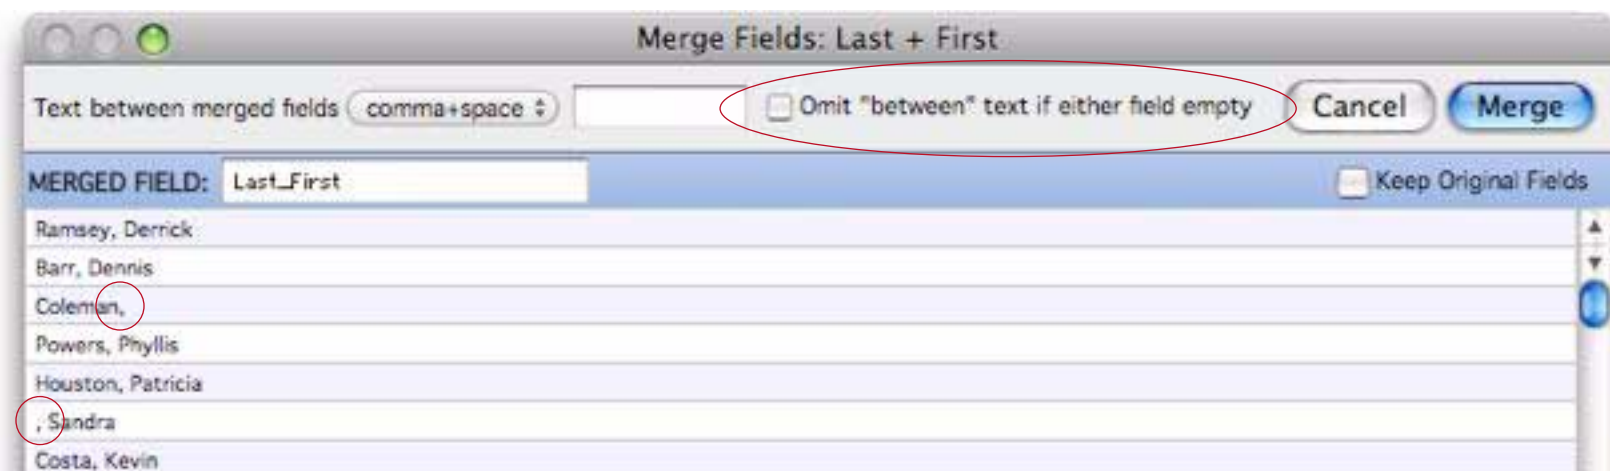 Merge Fields: Last + First
Text between merged fields comma+space Omit "between" text if either field empty Cancel Merge
MERGED FIELD: Last_First Keep Original Fields
Ramsey, Derrick
Barr, Dennis
Coleman,
Powers, Phyllis
Houston, Patricia
, Sandra
Costa, Kevin